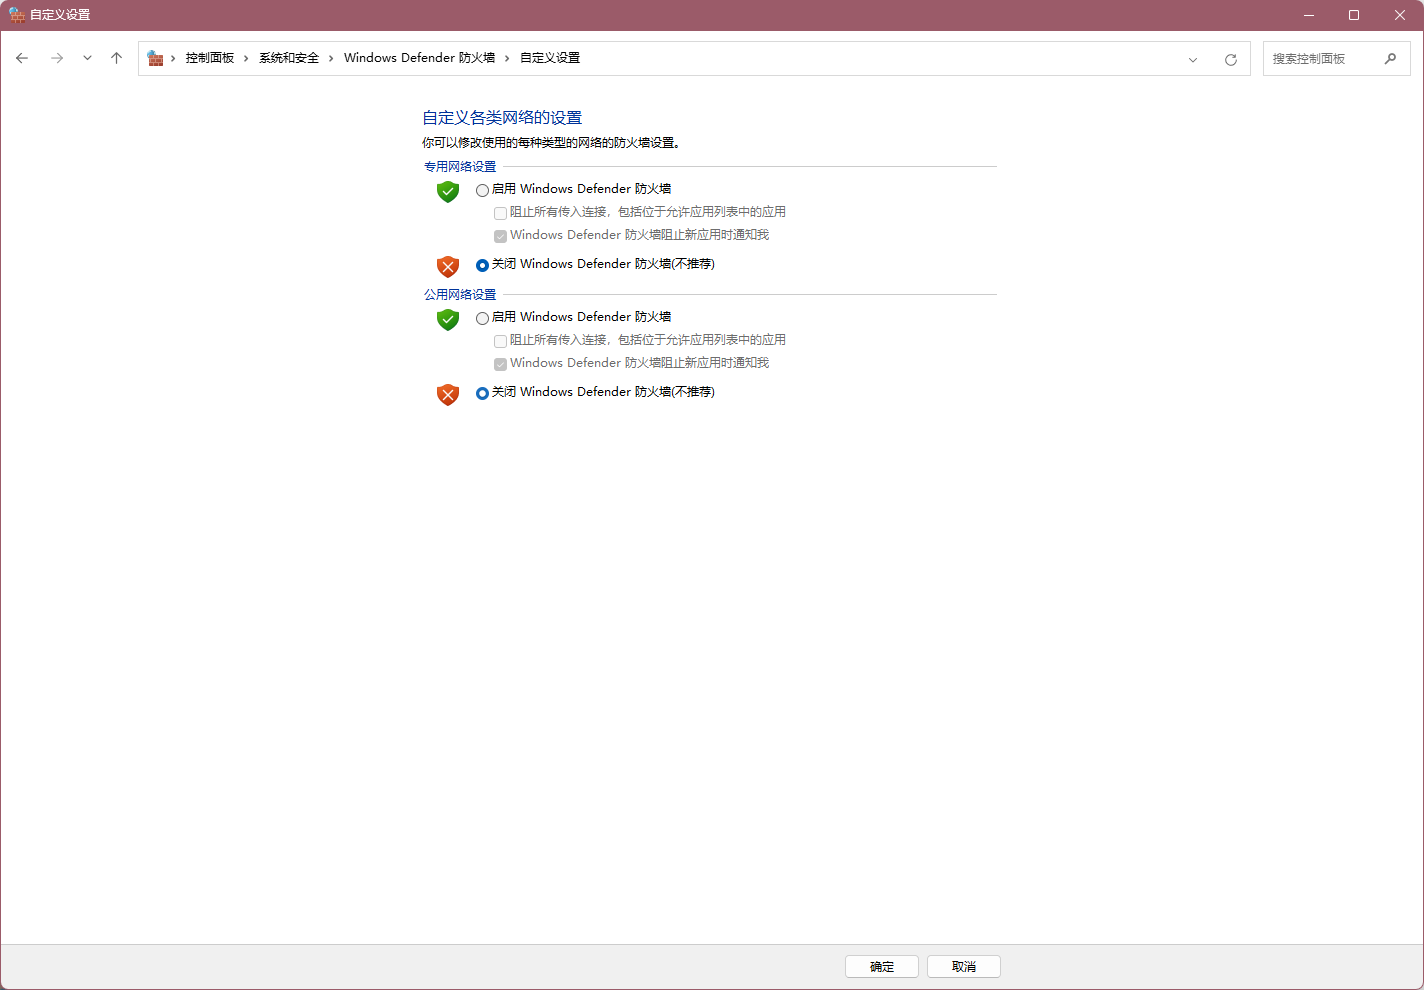 自定义设置
控制面板 系统和安全 Windows Defender 防火墙 自定义设置
搜索控制面板
自定义各类网络的设置
你可以修改使用的每种类型的网络的防火墙设置。
专用网络设置
启用 Windows Defender 防火墙
阻止所有传入连接，包括位于允许应用列表中的应用
Windows Defender 防火墙阻止新应用时通知我
关闭 Windows Defender 防火墙(不推荐)
公用网络设置
启用 Windows Defender 防火墙
阻止所有传入连接，包括位于允许应用列表中的应用
Windows Defender 防火墙阻止新应用时通知我
关闭 Windows Defender 防火墙(不推荐)
确定 取消